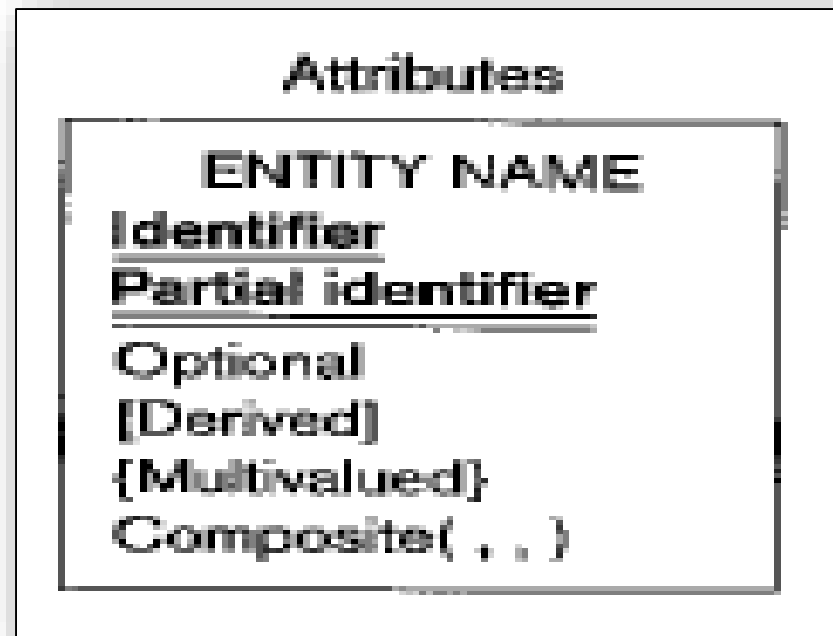 Attributes
ENTITY NAME
Identifier
Partial identifier
Optional
[Derived]
{Multivalued}
Composite( , , )